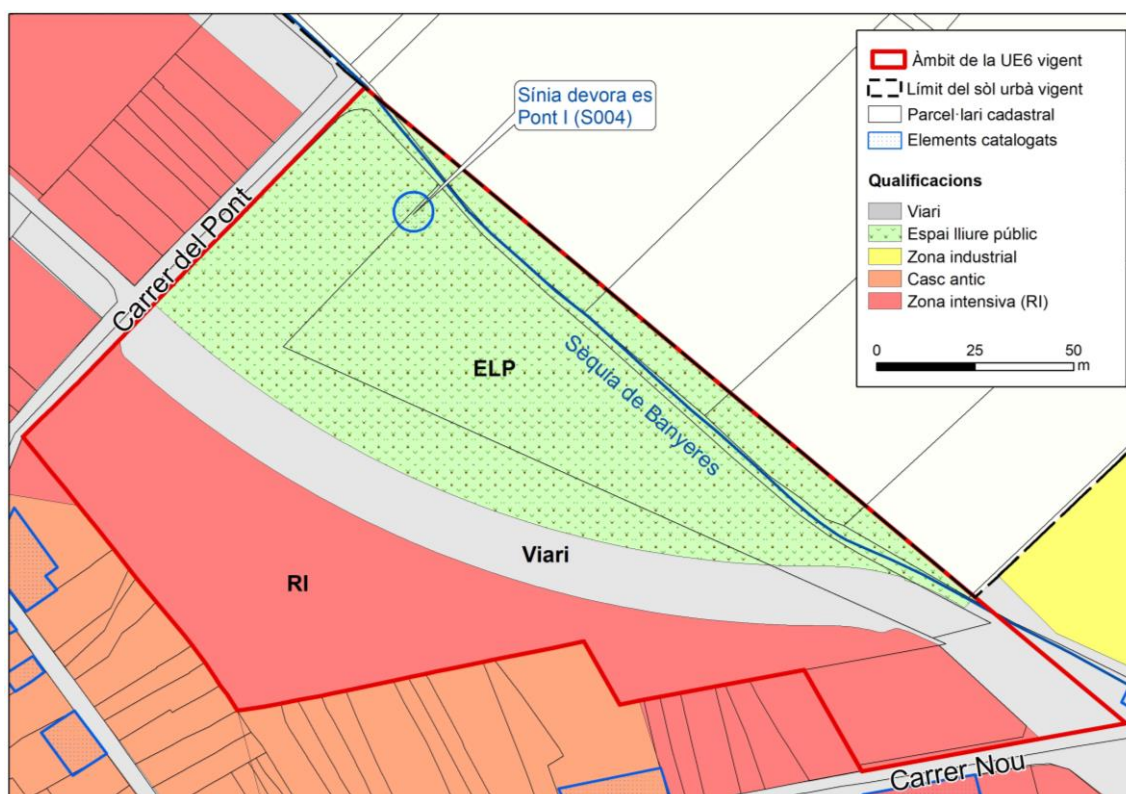 Sínia devora es
Pont I (S004)
Carrer del Pont
ELP
Sèquia de Banyeres
Viari
RI
Carrer Nou
Àmbit de la UE6 vigent
Límit del sòl urbà vigent
Parcel·lari cadastral
Elements catalogats
Qualificacions
Viari
Espai lliure públic
Zona industrial
Casc antic
Zona intensiva (RI)
0 25 50
m